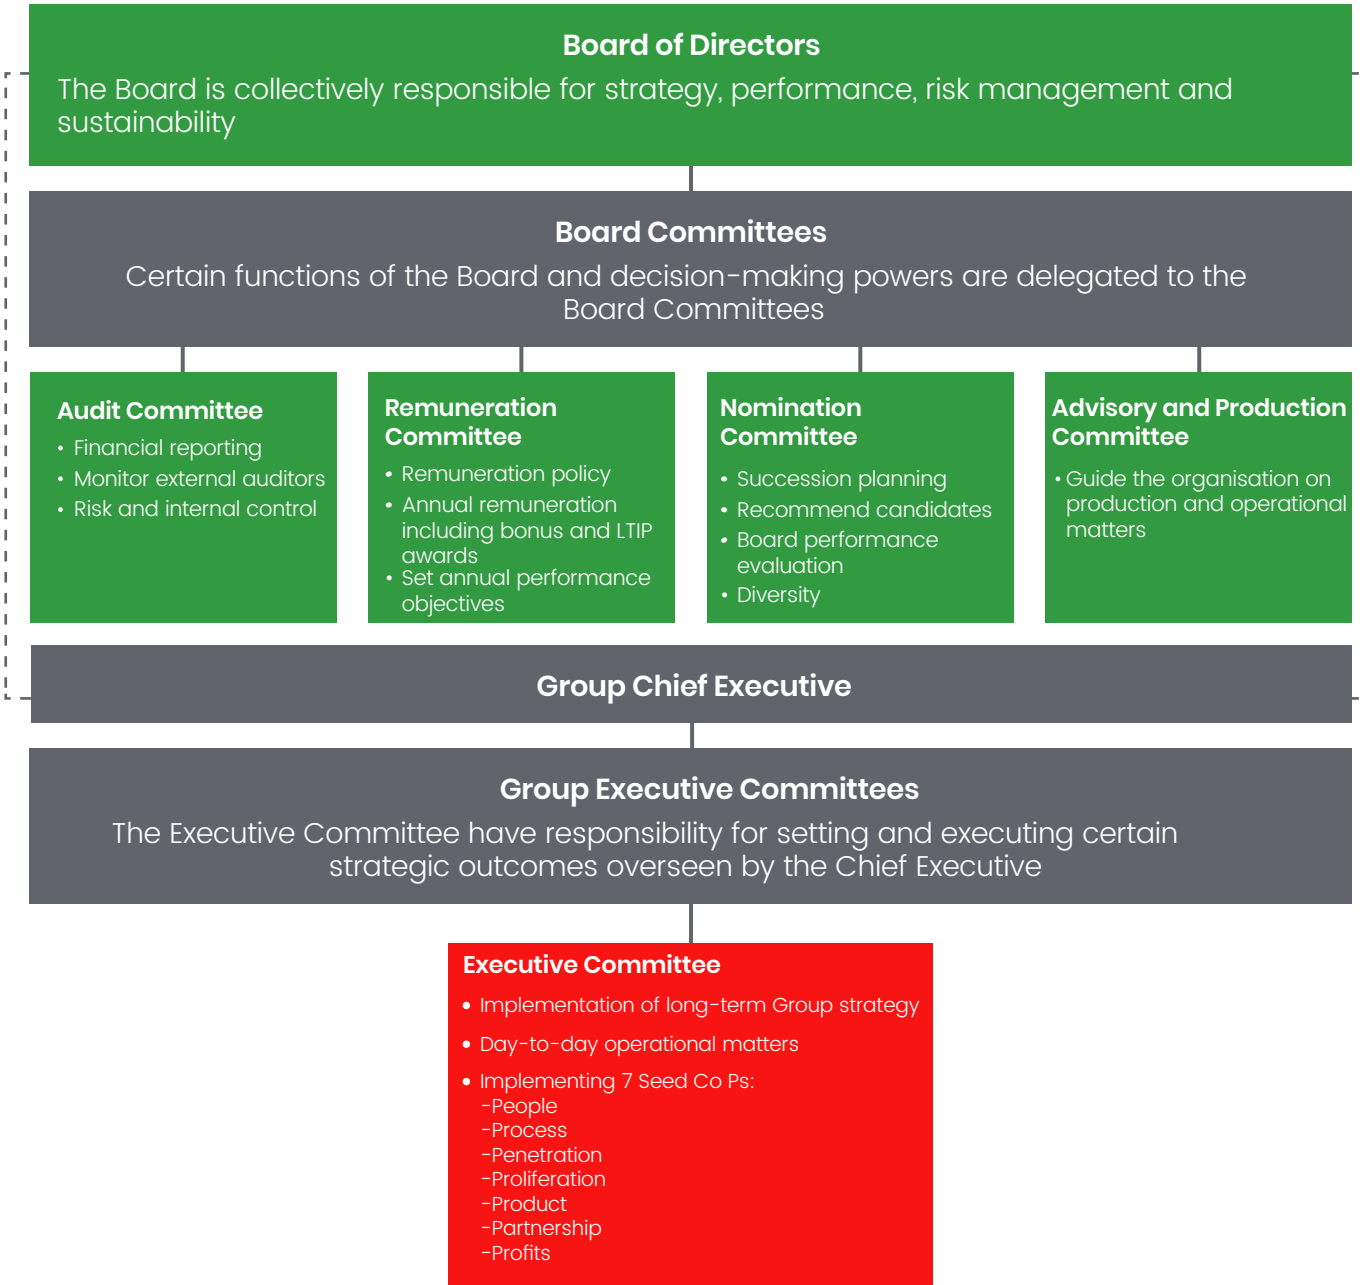 Board of Directors
The Board is collectively responsible for strategy, performance, risk management and
sustainability
Board Committees
Certain functions of the Board and decision-making powers are delegated to the
Board Committees
Audit Committee
• Financial reporting
• Monitor external auditors
• Risk and internal control
Remuneration
Committee
• Remuneration policy
• Annual remuneration
including bonus and LTIP
awards
• Set annual performance
objectives
Nomination
Committee
• Succession planning
• Recommend candidates
• Board performance
evaluation
• Diversity
Advisory and Production
Committee
• Guide the organisation on
production and operational
matters
Group Chief Executive
Group Executive Committees
The Executive Committee have responsibility for setting and executing certain
strategic outcomes overseen by the Chief Executive
Executive Committee
• Implementation of long-term Group strategy
• Day-to-day operational matters
• Implementing 7 Seed Co Ps:
-People
-Process
-Penetration
-Proliferation
-Product
-Partnership
-Profits